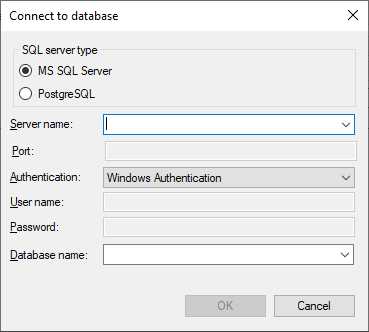 Connect to database
SQL server type
MS SQL Server
PostgreSQL
Server name:
Port:
Authentication: Windows Authentication
User name:
Password:
Database name:
OK Cancel